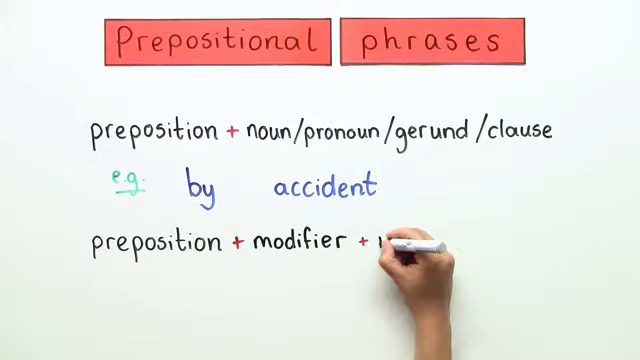 Prepositional phrases
preposition + noun/pronoun/gerund/clause
e.g. by accident
preposition + modifier +